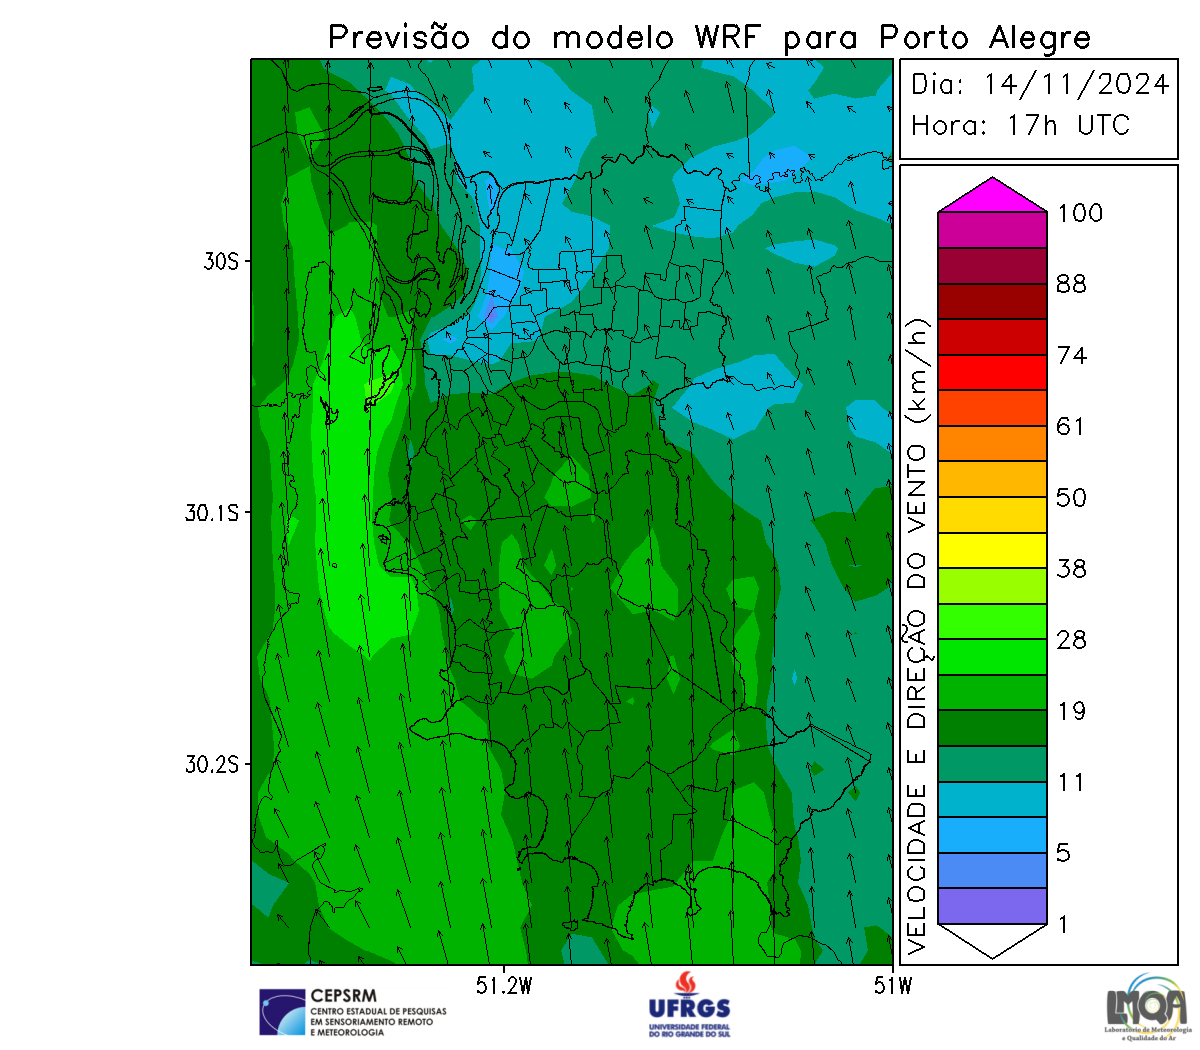 Previsão do modelo WRF para Porto Alegre
Dia: 14/11/2024
Hora: 17h UTC
30S
30.1S
30.2S
51.2W
51W
VELOCIDADE E DIREÇÃO DO VENTO (km/h)
100
88
74
61
50
38
28
19
11
5
1
CEPSRM
CENTRO ESTADUAL DE PESQUISAS
EM SENSORIAMENTO REMOTO
E METEOROLOGIA
UFRGS
UNIVERSIDADE FEDERAL
DO RIO GRANDE DO SUL
LMQA
Laboratório de Meteorologia
e Qualidade do Ar